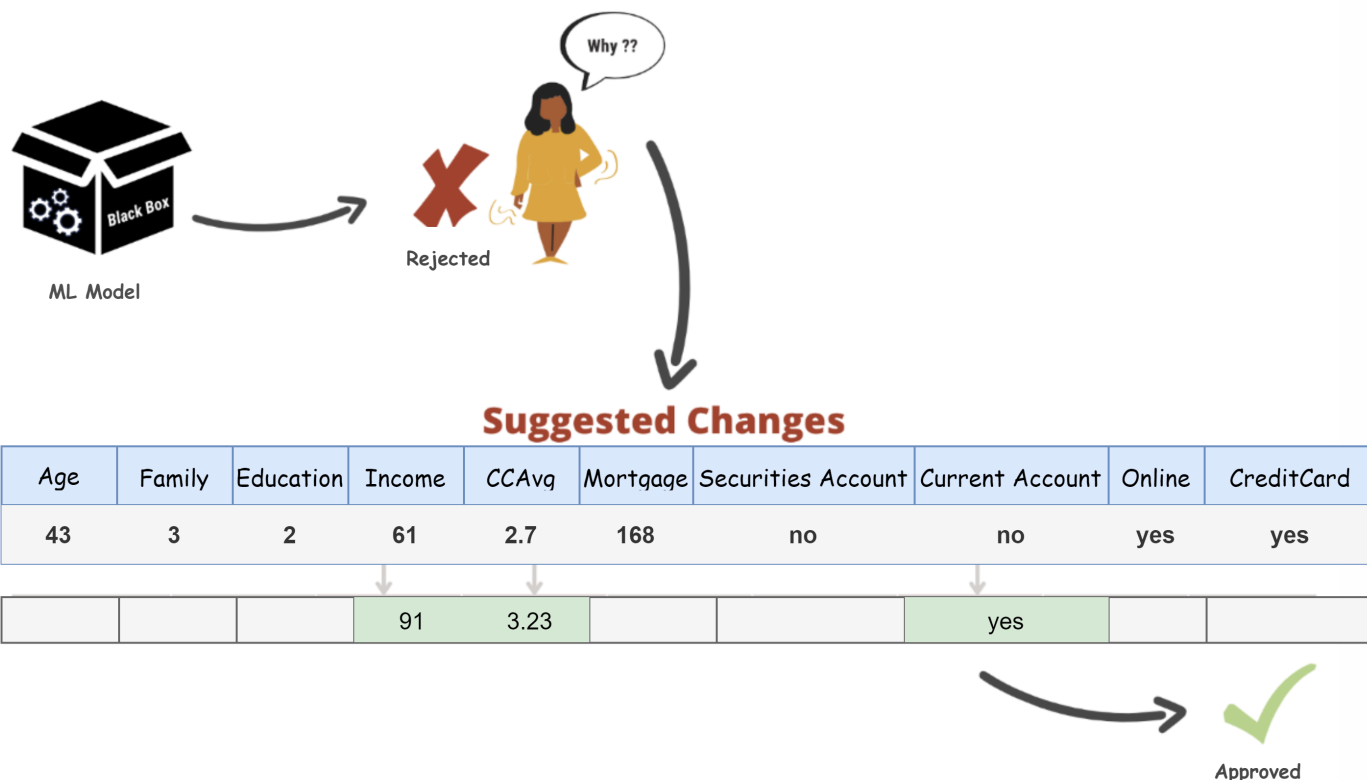 Why ??
Black Box
Rejected
ML Model
Suggested Changes
Age Family Education Income CCAvg Mortgage Securities Account Current Account Online CreditCard
43 3 2 61 2.7 168 no no yes yes
91 3.23 yes
Approved